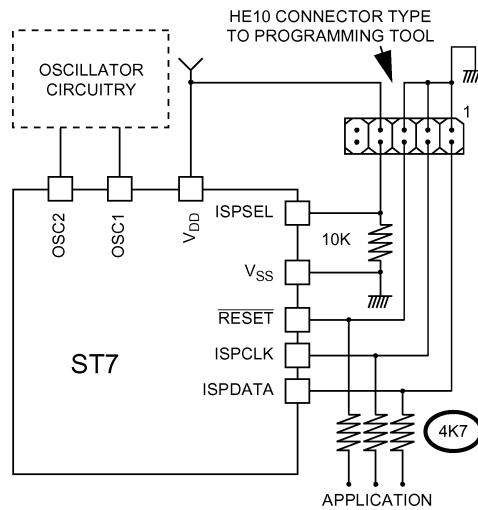 HE10 CONNECTOR TYPE
TO PROGRAMMING TOOL
OSCILLATOR
CIRCUITRY
1
OSC2
OSC1
VDD
ISPSEL
10K
VSS
RESET
ISPCLK
ISPDATA
ST7
4K7
APPLICATION